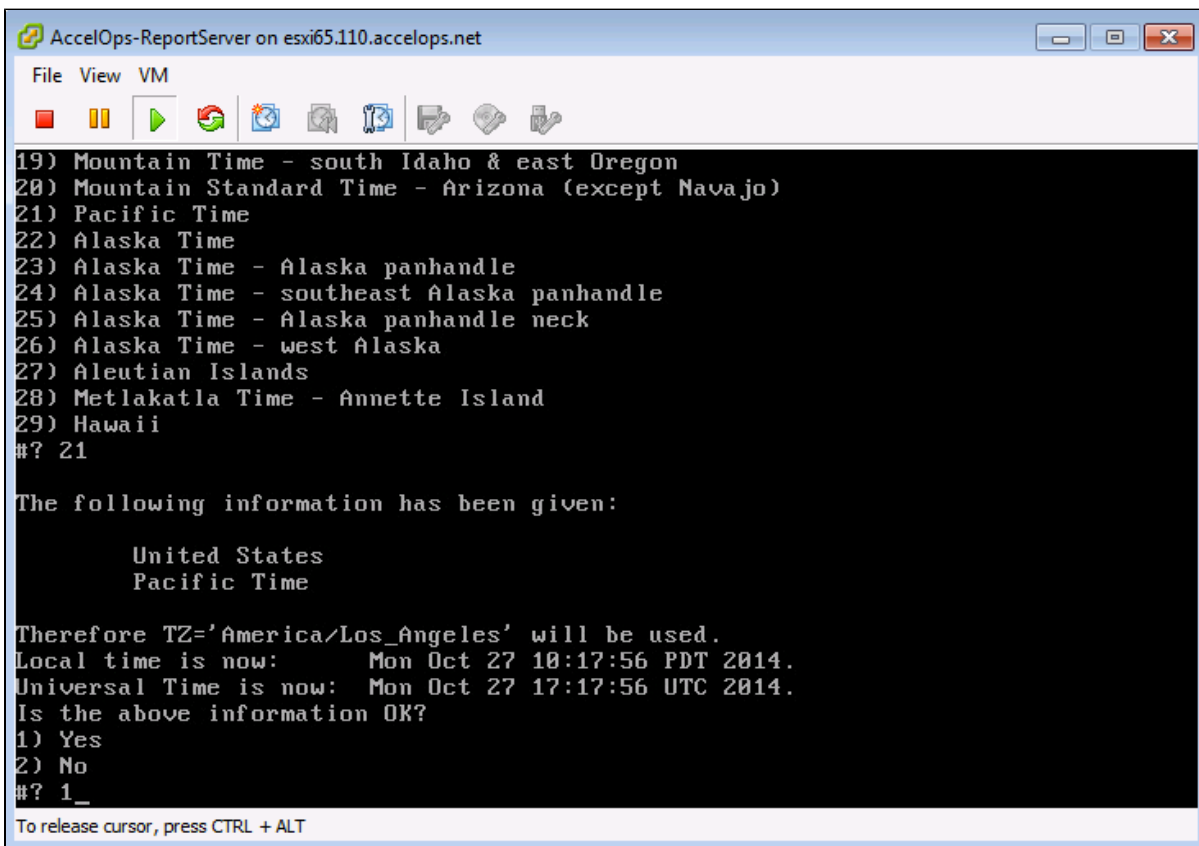 AccelOps-ReportServer on esxi65.110.accelops.net
File View VM
19) Mountain Time - south Idaho & east Oregon
20) Mountain Standard Time - Arizona (except Navajo)
21) Pacific Time
22) Alaska Time
23) Alaska Time - Alaska panhandle
24) Alaska Time - southeast Alaska panhandle
25) Alaska Time - Alaska panhandle neck
26) Alaska Time - west Alaska
27) Aleutian Islands
28) Metlakatla Time - Annette Island
29) Hawaii
#? 21
The following information has been given:
United States
Pacific Time
Therefore TZ='America/Los_Angeles' will be used.
Local time is now: Mon Oct 27 10:17:56 PDT 2014.
Universal Time is now: Mon Oct 27 17:17:56 UTC 2014.
Is the above information OK?
1) Yes
2) No
#? 1_
To release cursor, press CTRL + ALT